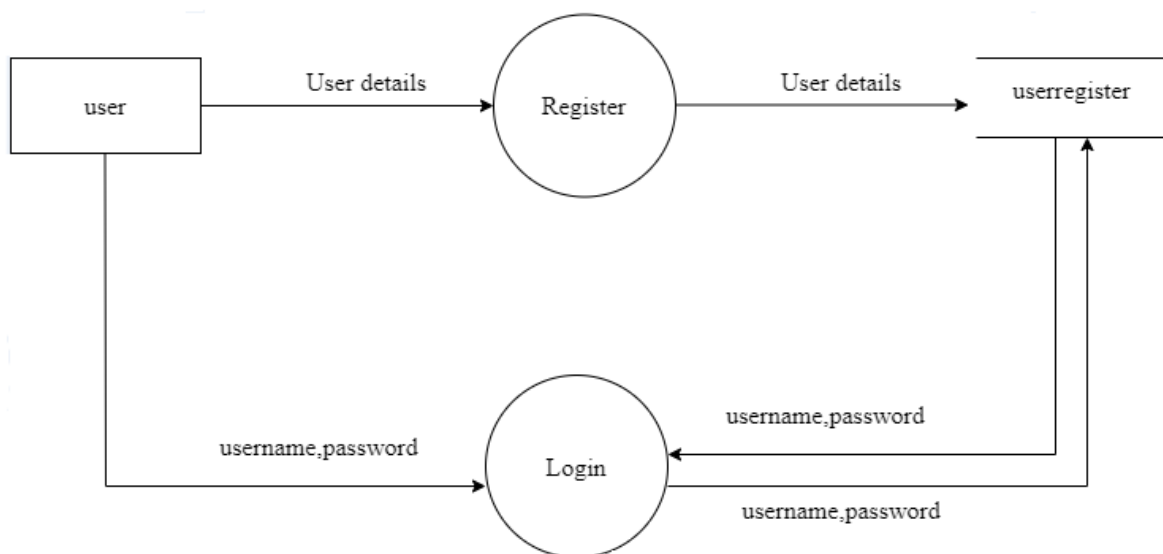 user
User details
Register
User details
userregister
username,password
Login
username,password
username,password